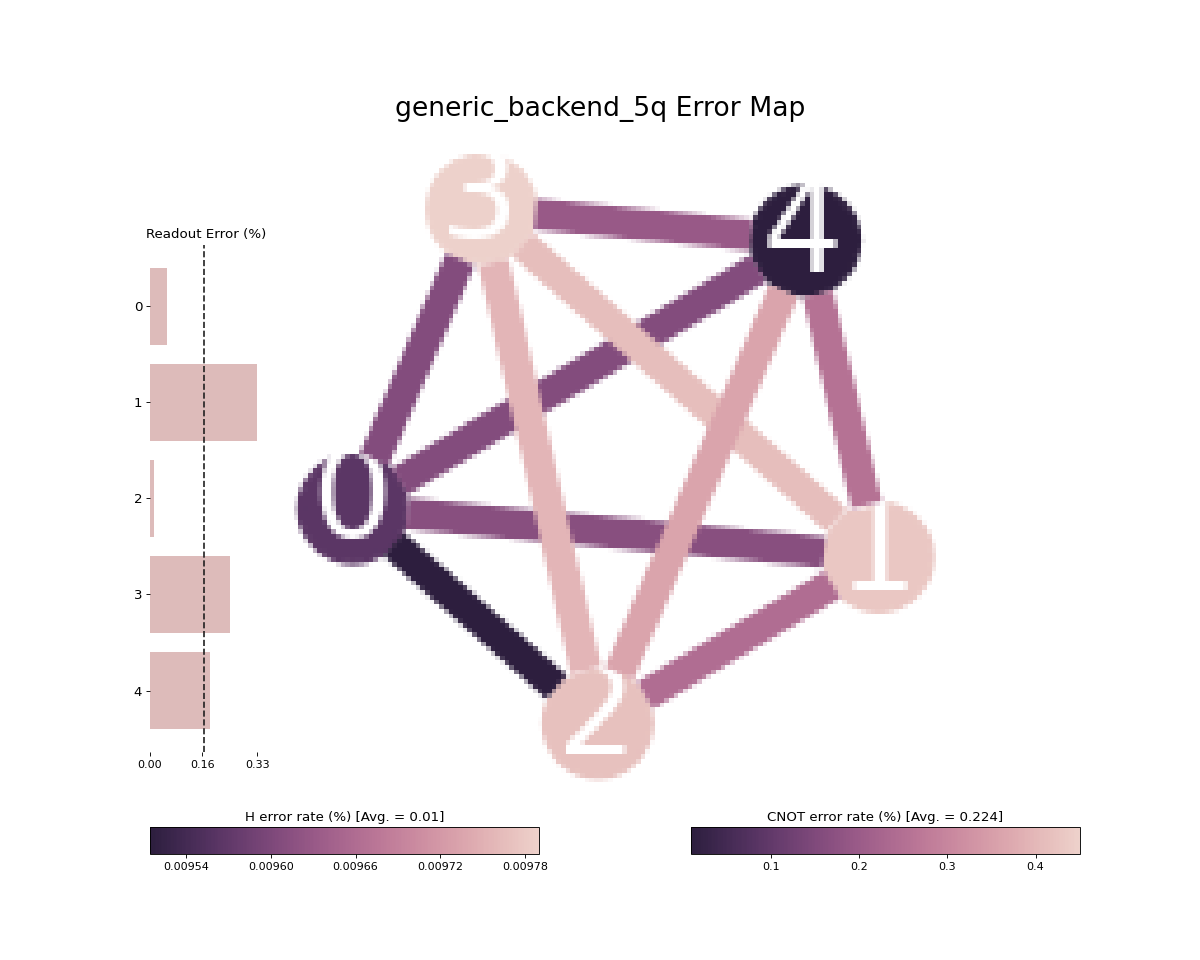 generic_backend_5q Error Map
3
4
Readout Error (%)
0
1
0
2
1
3
2
4
0.00 0.16 0.33
H error rate (%) [Avg. = 0.01]
0.00954 0.00960 0.00966 0.00972 0.00978
CNOT error rate (%) [Avg. = 0.224]
0.1 0.2 0.3 0.4